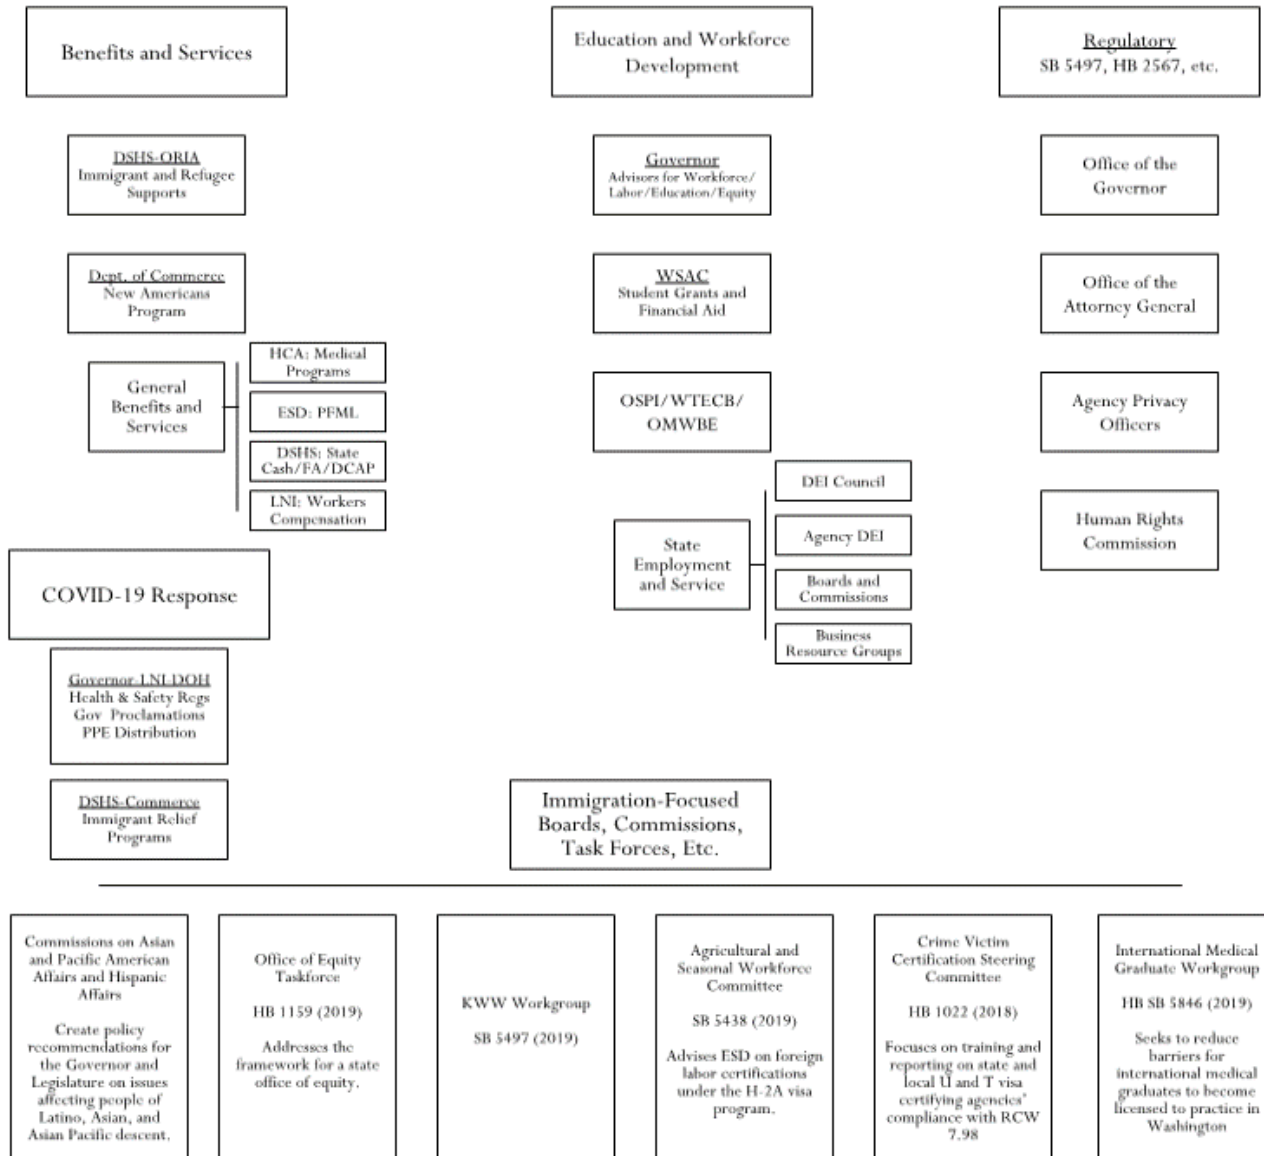 Benefits and Services
DSHS-ORIA
Immigrant and Refugee
Supports
Dept. of Commerce
New Americans
Program
General
Benefits and
Services
HCA: Medical
Programs
ESD: PFML
DSHS: State
Cash/FA/DCAP
LNI: Workers
Compensation
COVID-19 Response
Governor-LNI-DOH
Health & Safety Regs
Gov Proclamations
PPE Distribution
DSHS-Commerce
Immigrant Relief
Programs
Education and Workforce
Development
Governor
Advisors for Workforce/
Labor/Education/Equity
WSAC
Student Grants and
Financial Aid
OSPI/WTECB/
OMWBE
State
Employment
and Service
DEI Council
Agency DEI
Boards and
Commissions
Business
Resource Groups
Regulatory
SB 5497, HB 2567, etc.
Office of the
Governor
Office of the
Attorney General
Agency Privacy
Officers
Human Rights
Commission
Immigration-Focused
Boards, Commissions,
Task Forces, Etc.
Commissions on Asian
and Pacific American
Affairs and Hispanic
Affairs
Create policy
recommendations for
the Governor and
Legislature on issues
affecting people of
Latino, Asian, and
Asian Pacific descent.
Office of Equity
Taskforce
HB 1159 (2019)
Addresses the
framework for a state
office of equity.
KWW Workgroup
SB 5497 (2019)
Agricultural and
Seasonal Workforce
Committee
SB 5438 (2019)
Advises ESD on foreign
labor certifications
under the H-2A visa
program.
Crime Victim
Certification Steering
Committee
HB 1022 (2018)
Focuses on training and
reporting on state and
local U and T visa
certifying agencies'
compliance with RCW
7.98
International Medical
Graduate Workgroup
HB SB 5846 (2019)
Seeks to reduce
barriers for
international medical
graduates to become
licensed to practice in
Washington